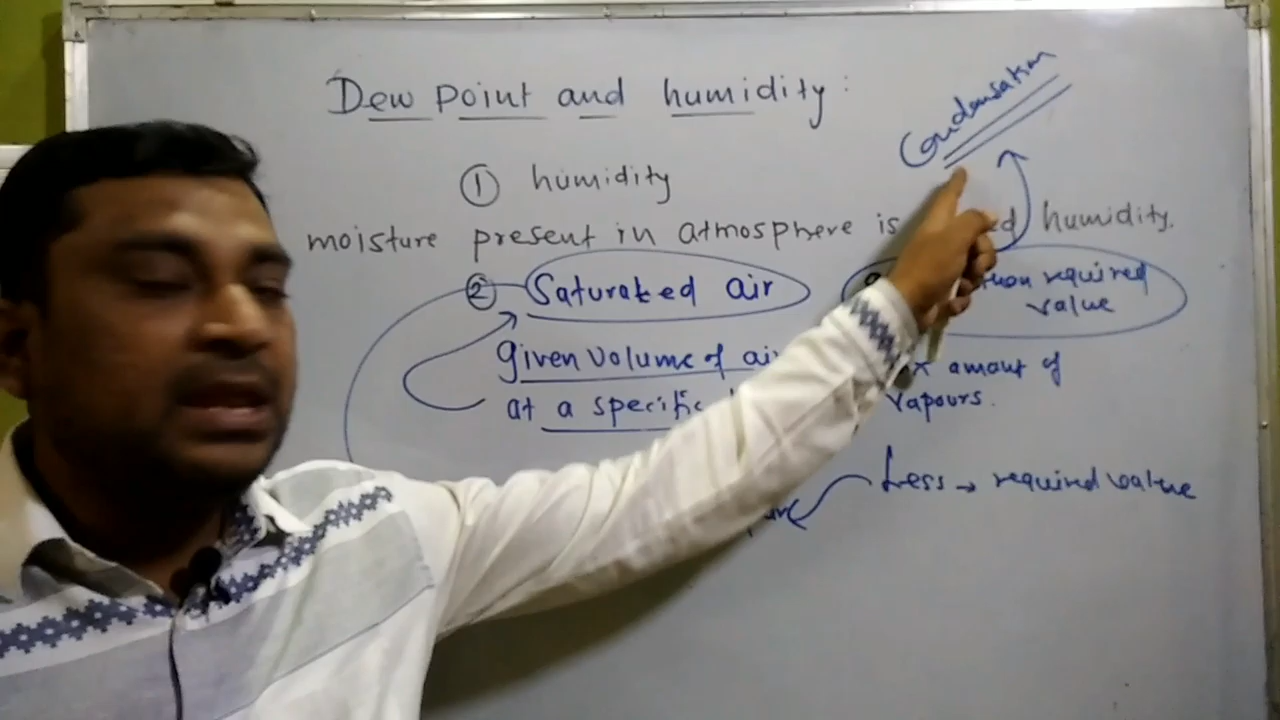 Dew Point and humidity:
Condensation
① humidity
moisture present in atmosphere is humidity.
② Saturated air
required
value
Given volume of air
at a specific
amount of
Vapours.
Less → required value